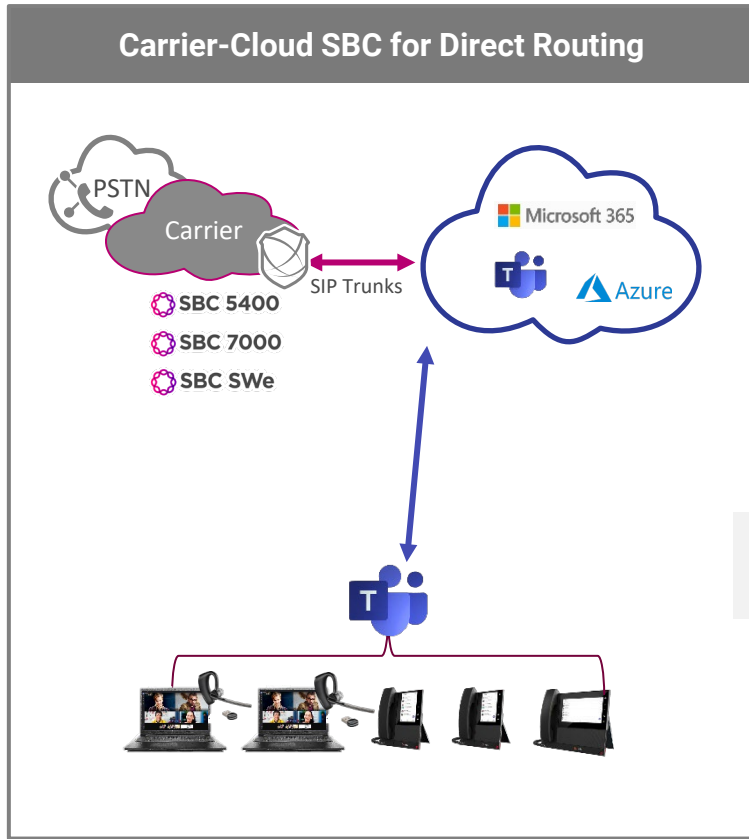 Carrier-Cloud SBC for Direct Routing
PSTN
Carrier
SIP Trunks
SBC 5400
SBC 7000
SBC SWe
Microsoft 365
T
Azure
T